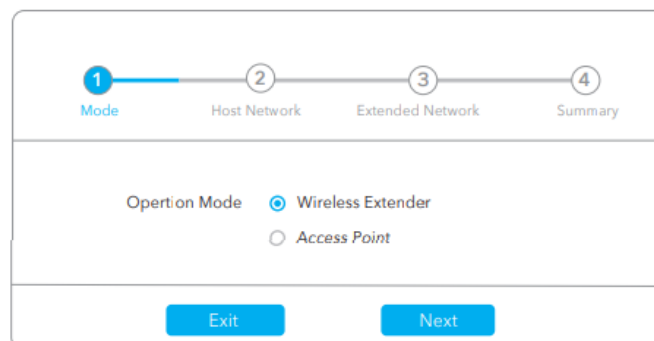 1 2 3 4
Mode Host Network Extended Network Summary
Opertion Mode Wireless Extender
Access Point
Exit Next